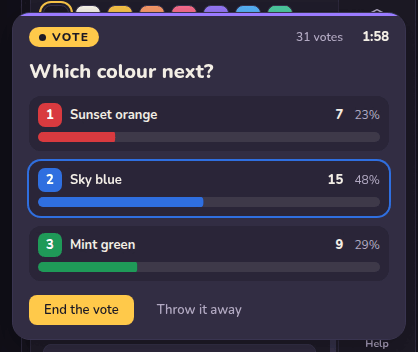 VOTE 31 votes 1:58
Which colour next?
1 Sunset orange 7 23%
2 Sky blue 15 48%
3 Mint green 9 29%
End the vote Throw it away
Help